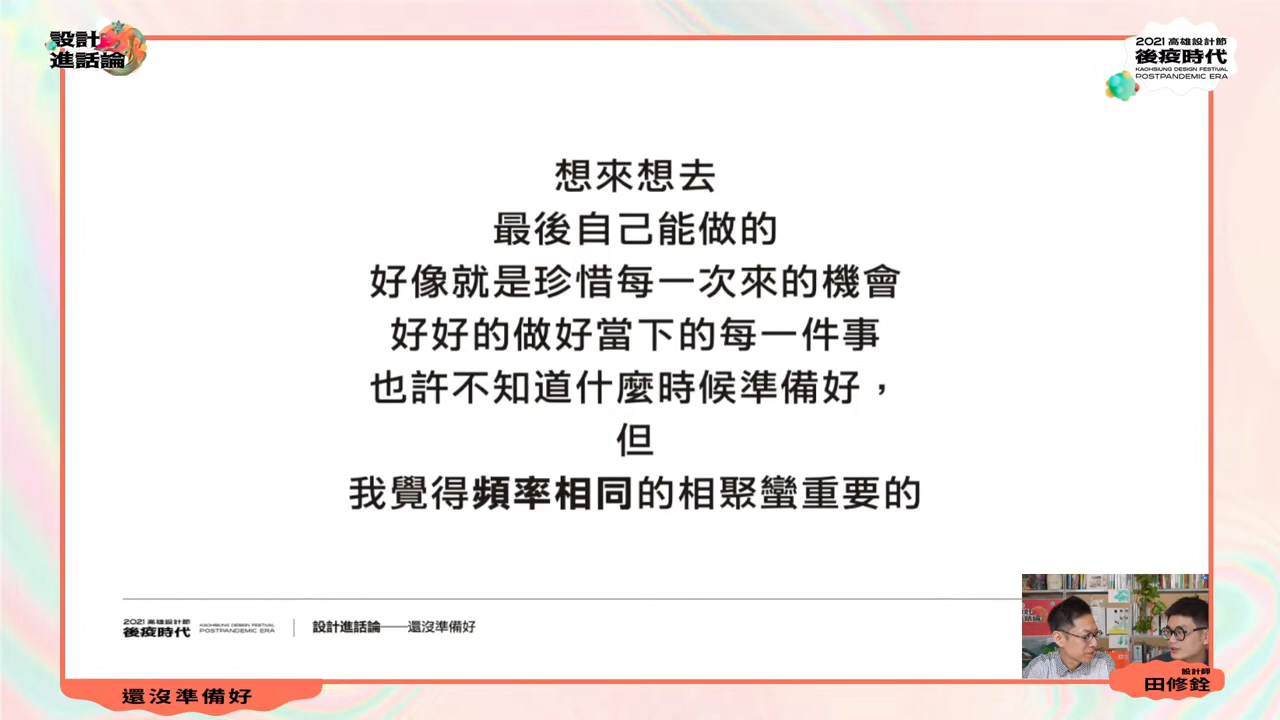 設計
進話論
2021 高雄設計節
後疫時代
KAOHSIUNG DESIGN FESTIVAL
POSTPANDEMIC ERA
想來想去
最後自己能做的
好像就是珍惜每一次來的機會
好好的做好當下的每一件事
也許不知道什麼時候準備好，
但
我覺得頻率相同的相聚蠻重要的
2021 高雄設計節
後疫時代
KAOHSIUNG DESIGN FESTIVAL
POSTPANDEMIC ERA
設計進話論——還沒準備好
還沒準備好
設計師
田修銓